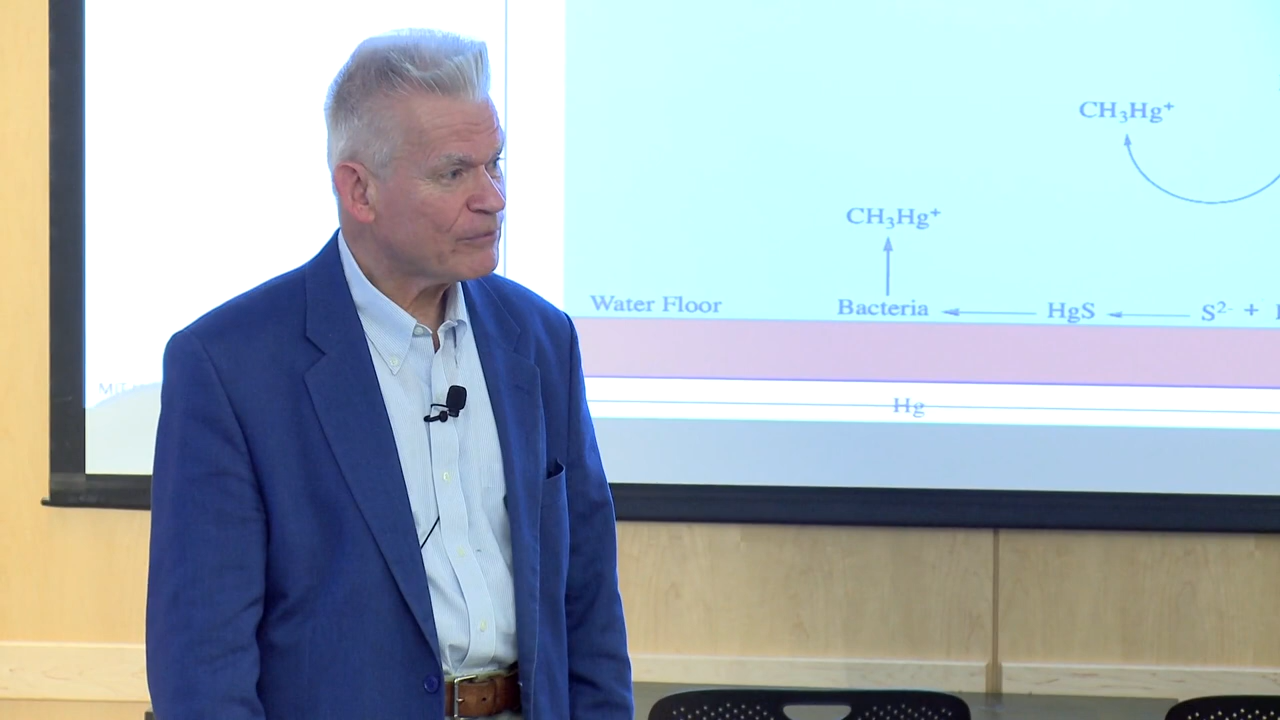 CH₃Hg⁺
CH₃Hg⁺
Water Floor
Bacteria
HgS
S²⁻ +
Hg